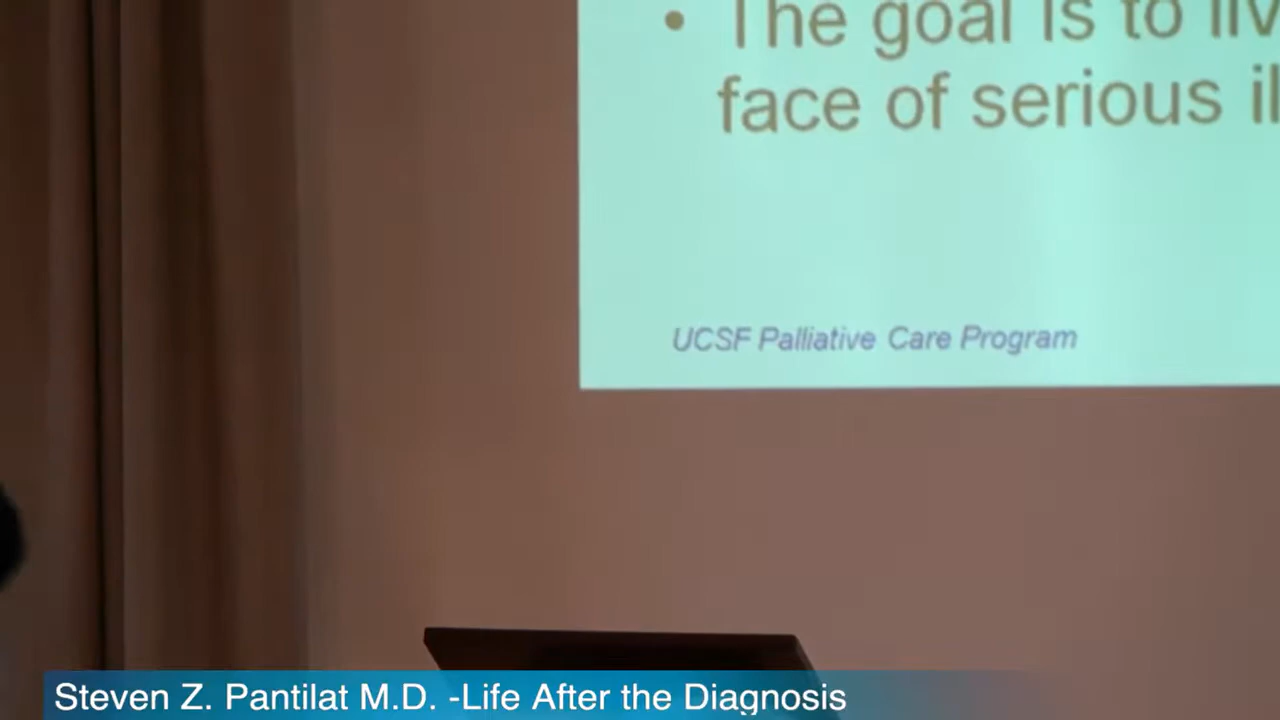 • The goal is to
face of serious
UCSF Palliative Care Program
Steven Z. Pantilat M.D. -Life After the Diagnosis